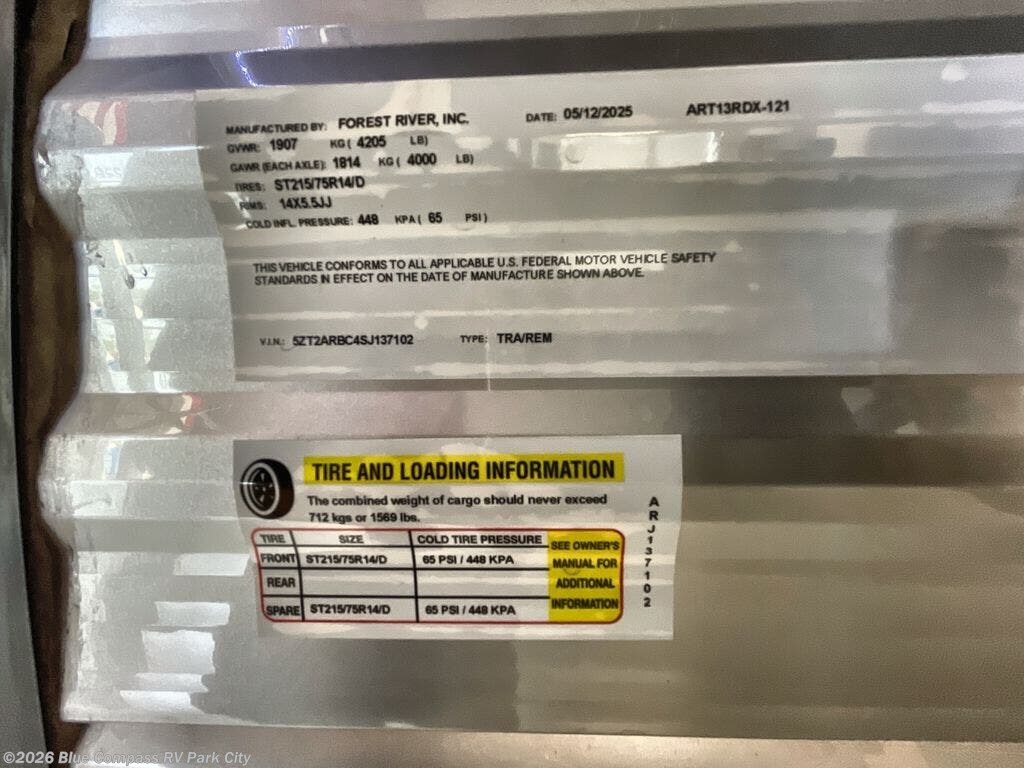 MANUFACTURED BY: FOREST RIVER, INC. DATE: 05/12/2025 ART13RDX-121
GVWR: 1907 KG ( 4205 LB)
GAWR (EACH AXLE): 1814 KG ( 4000 LB)
TIRES: ST215/75R14/D
RIMS: 14X5.5JJ
COLD INFL. PRESSURE: 448 KPA ( 65 PSI )
THIS VEHICLE CONFORMS TO ALL APPLICABLE U.S. FEDERAL MOTOR VEHICLE SAFETY
STANDARDS IN EFFECT ON THE DATE OF MANUFACTURE SHOWN ABOVE.
V.I.N.: 5ZT2ARBC4SJ137102 TYPE: TRA/REM
TIRE AND LOADING INFORMATION
The combined weight of cargo should never exceed
712 kgs or 1569 lbs.
TIRE SIZE COLD TIRE PRESSURE
FRONT ST215/75R14/D 65 PSI / 448 KPA
REAR
SPARE ST215/75R14/D 65 PSI / 448 KPA
SEE OWNER'S
MANUAL FOR
ADDITIONAL
INFORMATION
ARJ137102
©2026 Blue Compass RV Park City